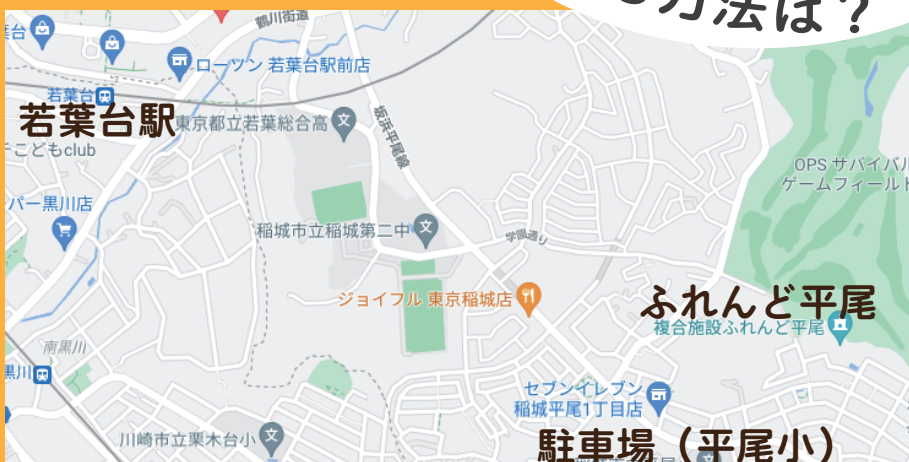 方法は？
鶴川街道
葉台
ローソン 若葉台駅前店
若葉台
若葉台駅
東京都立若葉総合高
坂浜平尾線
こどもclub
OPS サバイバル
ゲームフィールド
パー黒川店
稲城市立稲城第二中
学園通り
ジョイフル 東京稲城店
ふれんど平尾
複合施設ふれんど平尾
南黒川
黒川
セブンイレブン
稲城平尾1丁目店
川崎市立栗木台小
駐車場（平尾小）